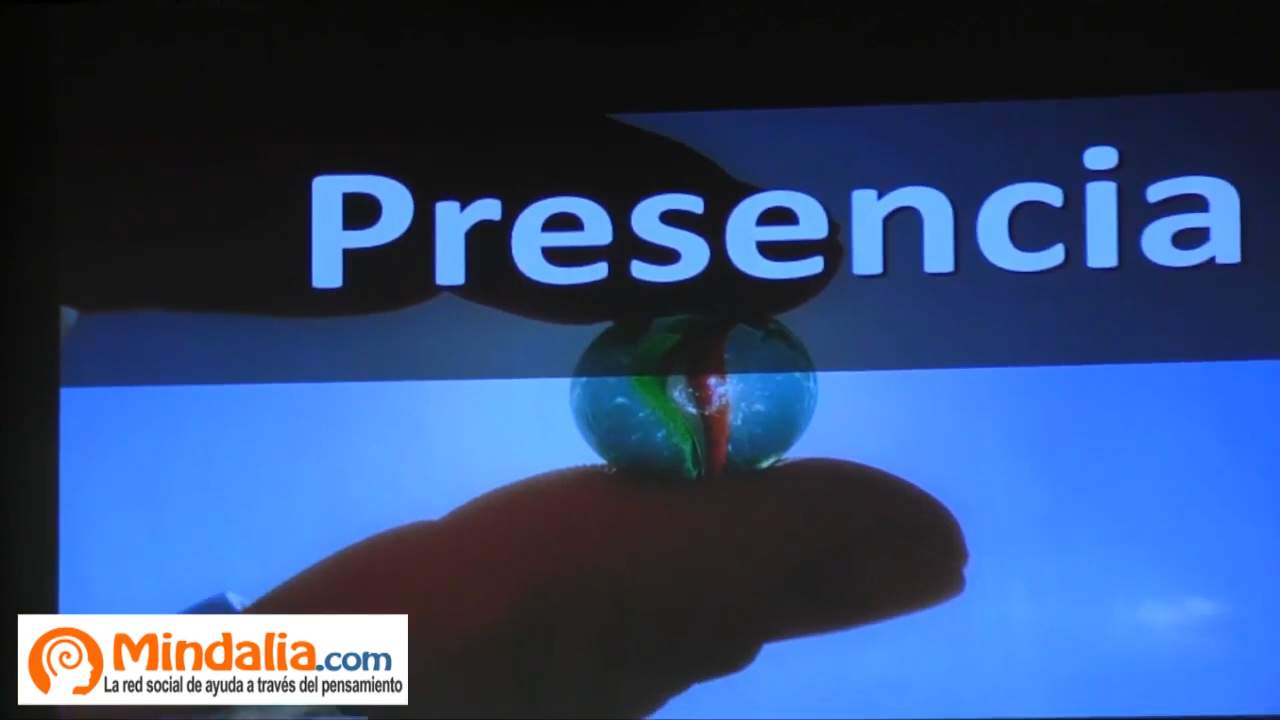 Presencia
Mindalia.com
La red social de ayuda a través del pensamiento